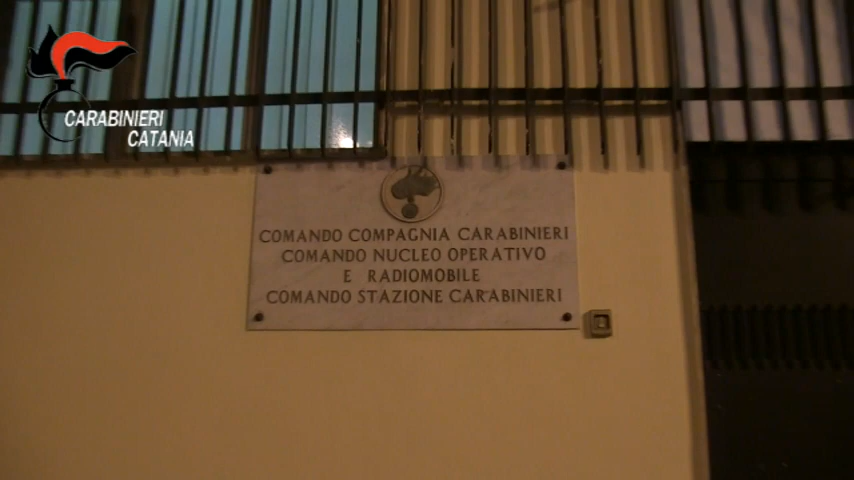 CARABINIERI
CATANIA
COMANDO COMPAGNIA CARABINIERI
COMANDO NUCLEO OPERATIVO
E RADIOMOBILE
COMANDO STAZIONE CARABINIERI